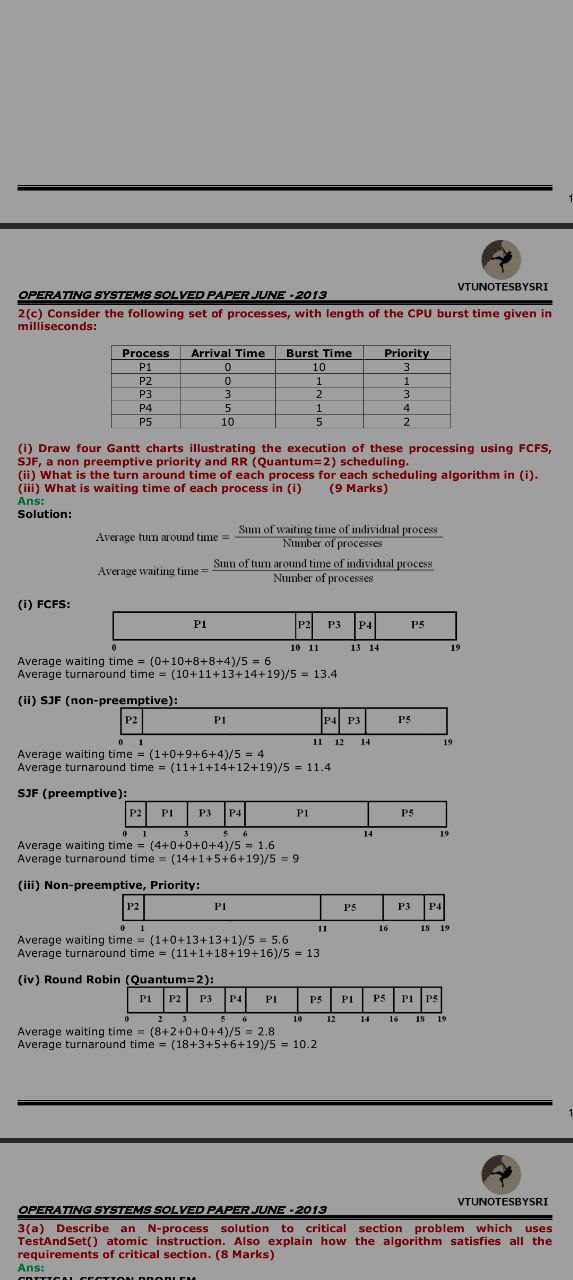 1
VTUNOTESBYSRI
OPERATING SYSTEMS SOLVED PAPER JUNE - 2013
2(c) Consider the following set of processes, with length of the CPU burst time given in
milliseconds:
Process Arrival Time Burst Time Priority
P1 0 10 3
P2 0 1 1
P3 3 2 3
P4 5 1 4
P5 10 5 2
(i) Draw four Gantt charts illustrating the execution of these processing using FCFS,
SJF, a non preemptive priority and RR (Quantum=2) scheduling.
(ii) What is the turn around time of each process for each scheduling algorithm in (i).
(iii) What is waiting time of each process in (i) (9 Marks)
Ans:
Solution:
Average turn around time = Sum of waiting time of individual process
Number of processes
Average waiting time = Sum of turn around time of individual process
Number of processes
(i) FCFS:
P1 P2 P3 P4 P5
0 10 11 13 14 19
Average waiting time = (0+10+8+8+4)/5 = 6
Average turnaround time = (10+11+13+14+19)/5 = 13.4
(ii) SJF (non-preemptive):
P2 P1 P4 P3 P5
0 1 11 12 14 19
Average waiting time = (1+0+9+6+4)/5 = 4
Average turnaround time = (11+1+14+12+19)/5 = 11.4
SJF (preemptive):
P2 P1 P3 P4 P1 P5
0 1 3 5 6 14 19
Average waiting time = (4+0+0+0+4)/5 = 1.6
Average turnaround time = (14+1+5+6+19)/5 = 9
(iii) Non-preemptive, Priority:
P2 P1 P5 P3 P4
0 1 11 16 18 19
Average waiting time = (1+0+13+13+1)/5 = 5.6
Average turnaround time = (11+1+18+19+16)/5 = 13
(iv) Round Robin (Quantum=2):
P1 P2 P3 P4 P1 P5 P1 P5 P1 P5
0 2 3 5 6 10 12 14 16 18 19
Average waiting time = (8+2+0+0+4)/5 = 2.8
Average turnaround time = (18+3+5+6+19)/5 = 10.2
1
VTUNOTESBYSRI
OPERATING SYSTEMS SOLVED PAPER JUNE - 2013
3(a) Describe an N-process solution to critical section problem which uses
TestAndSet() atomic instruction. Also explain how the algorithm satisfies all the
requirements of critical section. (8 Marks)
Ans:
CRITICAL SECTION PROBLEM